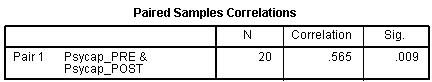 Paired Samples Correlations
N Correlation Sig.
Pair 1 Psycap_PRE & 20 .565 .009
Psycap_POST